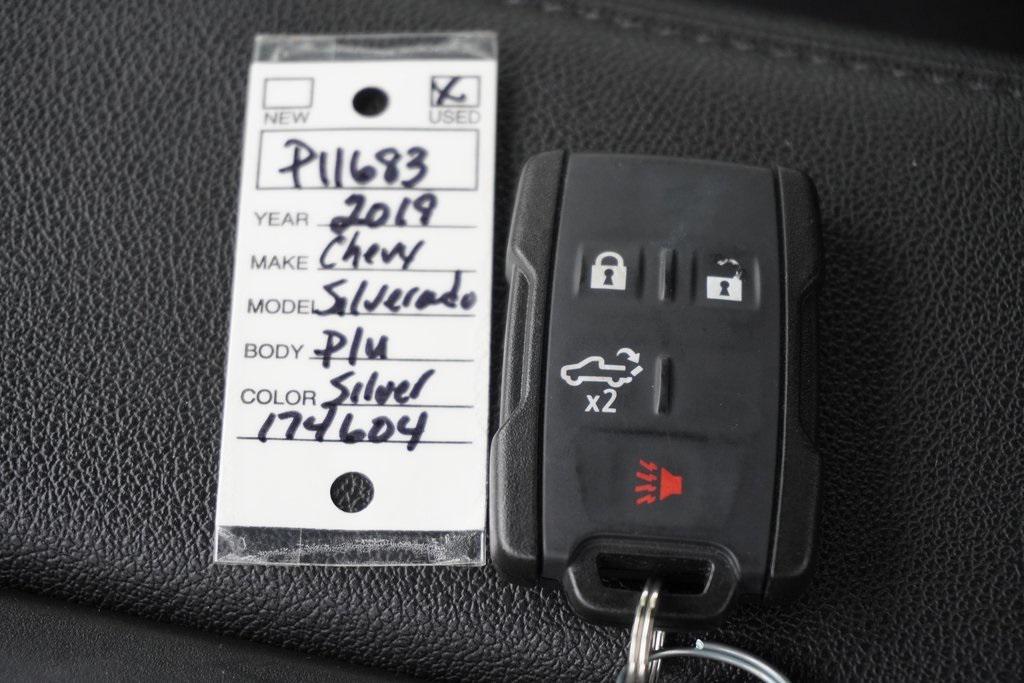 NEW USED
P11683
YEAR 2019
MAKE Chevy
MODEL Silverado
BODY P/U
COLOR Silver
174604
x2